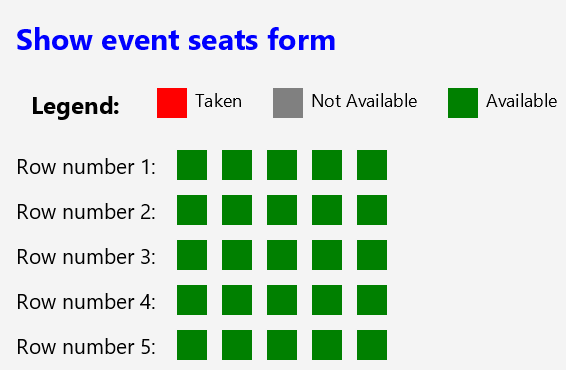 Show event seats form
Legend: Taken Not Available Available
Row number 1:
Row number 2:
Row number 3:
Row number 4:
Row number 5: